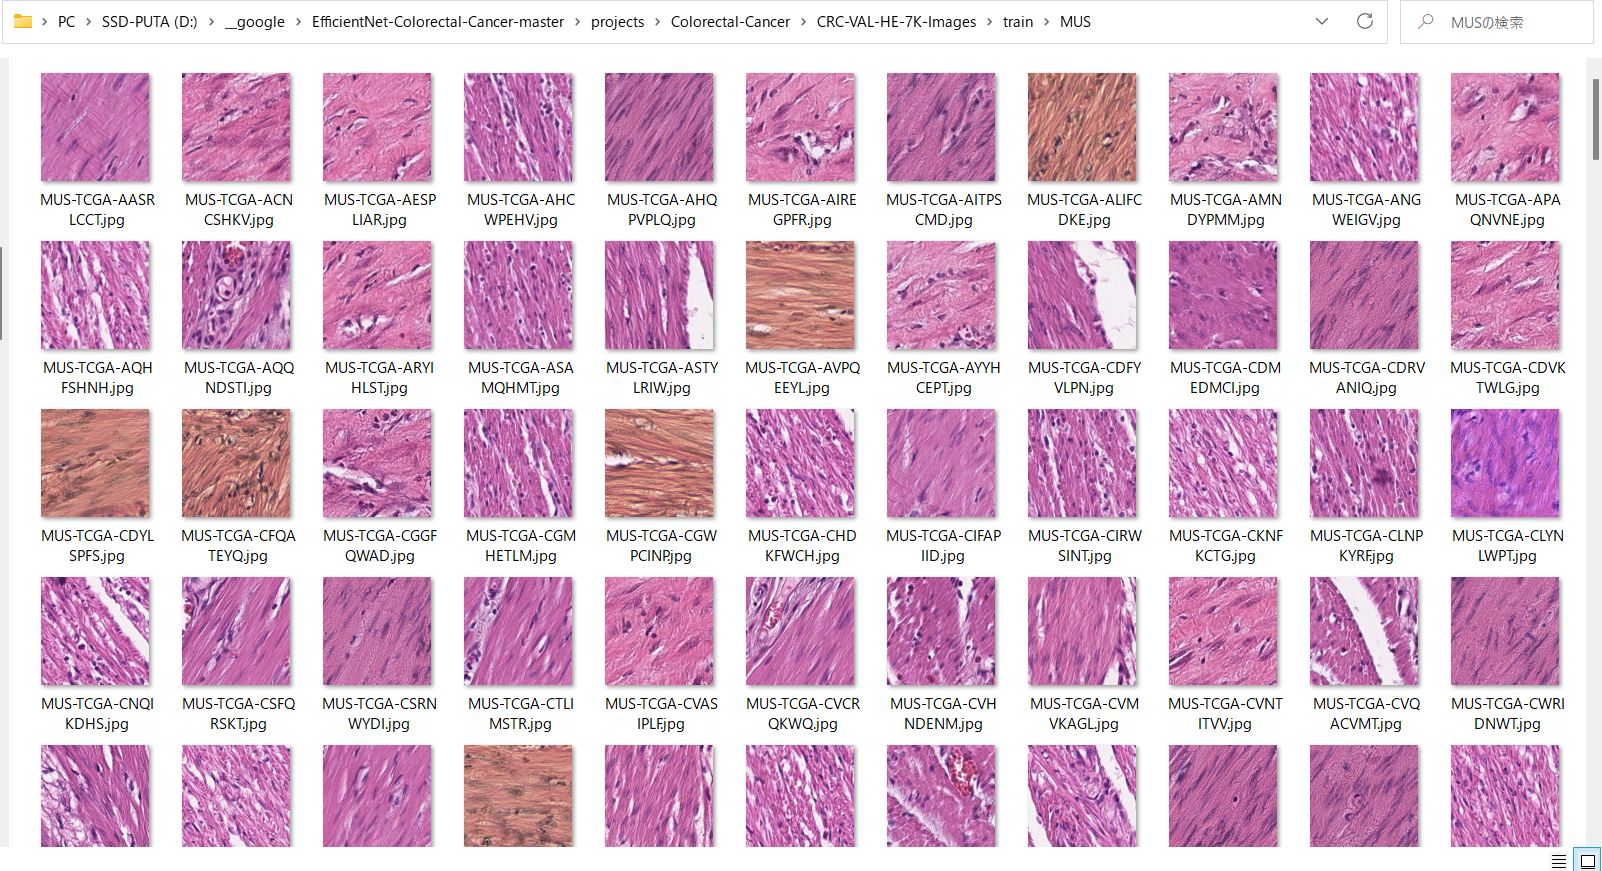 PC > SSD-PUTA (D:) > __google > EfficientNet-Colorectal-Cancer-master > projects > Colorectal-Cancer > CRC-VAL-HE-7K-Images > train > MUS
MUSの検索
MUS-TCGA-AASR
LCCT.jpg
MUS-TCGA-ACN
CSHKV.jpg
MUS-TCGA-AESP
LIAR.jpg
MUS-TCGA-AHC
WPEHV.jpg
MUS-TCGA-AHQ
PVPLQ.jpg
MUS-TCGA-AIRE
GPFR.jpg
MUS-TCGA-AITPS
CMD.jpg
MUS-TCGA-ALIFC
DKE.jpg
MUS-TCGA-AMN
DYPMM.jpg
MUS-TCGA-ANG
WEIGV.jpg
MUS-TCGA-APA
QNVNE.jpg
MUS-TCGA-AQH
FSHNH.jpg
MUS-TCGA-AQQ
NDSTI.jpg
MUS-TCGA-ARYI
HLST.jpg
MUS-TCGA-ASA
MQHMT.jpg
MUS-TCGA-ASTY
LRIW.jpg
MUS-TCGA-AVPQ
EEYL.jpg
MUS-TCGA-AYYH
CEPT.jpg
MUS-TCGA-CDFY
VLPN.jpg
MUS-TCGA-CDM
EDMCI.jpg
MUS-TCGA-CDRV
ANIQ.jpg
MUS-TCGA-CDVK
TWLG.jpg
MUS-TCGA-CDYL
SPFS.jpg
MUS-TCGA-CFQA
TEYQ.jpg
MUS-TCGA-CGGF
QWAD.jpg
MUS-TCGA-CGM
HETLM.jpg
MUS-TCGA-CGW
PCINP.jpg
MUS-TCGA-CHD
KFWCH.jpg
MUS-TCGA-CIFAP
IID.jpg
MUS-TCGA-CIRW
SINT.jpg
MUS-TCGA-CKNF
KCTG.jpg
MUS-TCGA-CLNP
KYRF.jpg
MUS-TCGA-CLYN
LWPT.jpg
MUS-TCGA-CNQI
KDHS.jpg
MUS-TCGA-CSFQ
RSKT.jpg
MUS-TCGA-CSRN
WYDI.jpg
MUS-TCGA-CTLI
MSTR.jpg
MUS-TCGA-CVAS
IPLF.jpg
MUS-TCGA-CVCR
QKWQ.jpg
MUS-TCGA-CVH
NDENM.jpg
MUS-TCGA-CVM
VKAGL.jpg
MUS-TCGA-CVNT
ITVV.jpg
MUS-TCGA-CVQ
ACVMT.jpg
MUS-TCGA-CWRI
DNWT.jpg